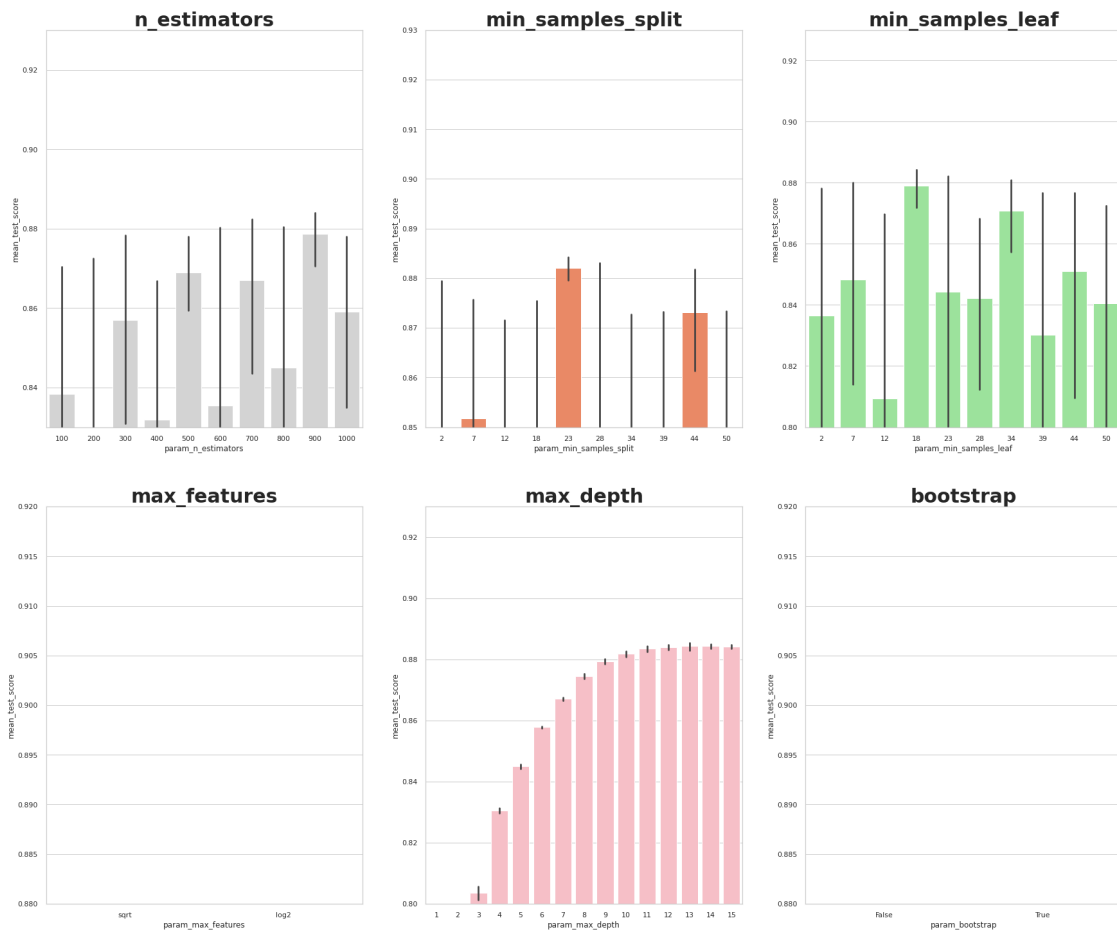 n_estimators
0.92
0.90
0.88
0.86
0.84
mean_test_score
100 200 300 400 500 600 700 800 900 1000
param_n_estimators
min_samples_split
0.93
0.92
0.91
0.90
0.89
0.88
0.87
0.86
0.85
mean_test_score
2 7 12 18 23 28 34 39 44 50
param_min_samples_split
min_samples_leaf
0.92
0.90
0.88
0.86
0.84
0.82
0.80
mean_test_score
2 7 12 18 23 28 34 39 44 50
param_min_samples_leaf
max_features
0.920
0.915
0.910
0.905
0.900
0.895
0.890
0.885
0.880
mean_test_score
sqrt log2
param_max_features
max_depth
0.92
0.90
0.88
0.86
0.84
0.82
0.80
mean_test_score
1 2 3 4 5 6 7 8 9 10 11 12 13 14 15
param_max_depth
bootstrap
0.920
0.915
0.910
0.905
0.900
0.895
0.890
0.885
0.880
mean_test_score
False True
param_bootstrap